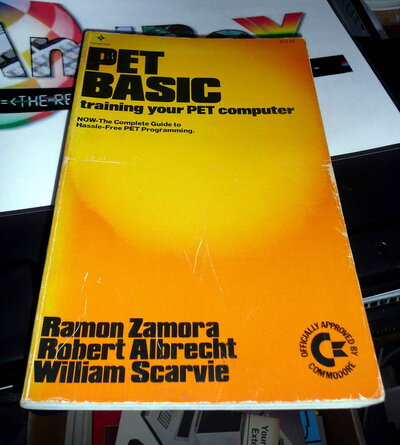 PET
BASIC
training your PET computer
NOW-The Complete Guide to
Hassle-Free PET Programming.
Ramon Zamora
Robert Albrecht
William Scarvie
OFFICIALLY APPROVED BY
COMMODORE